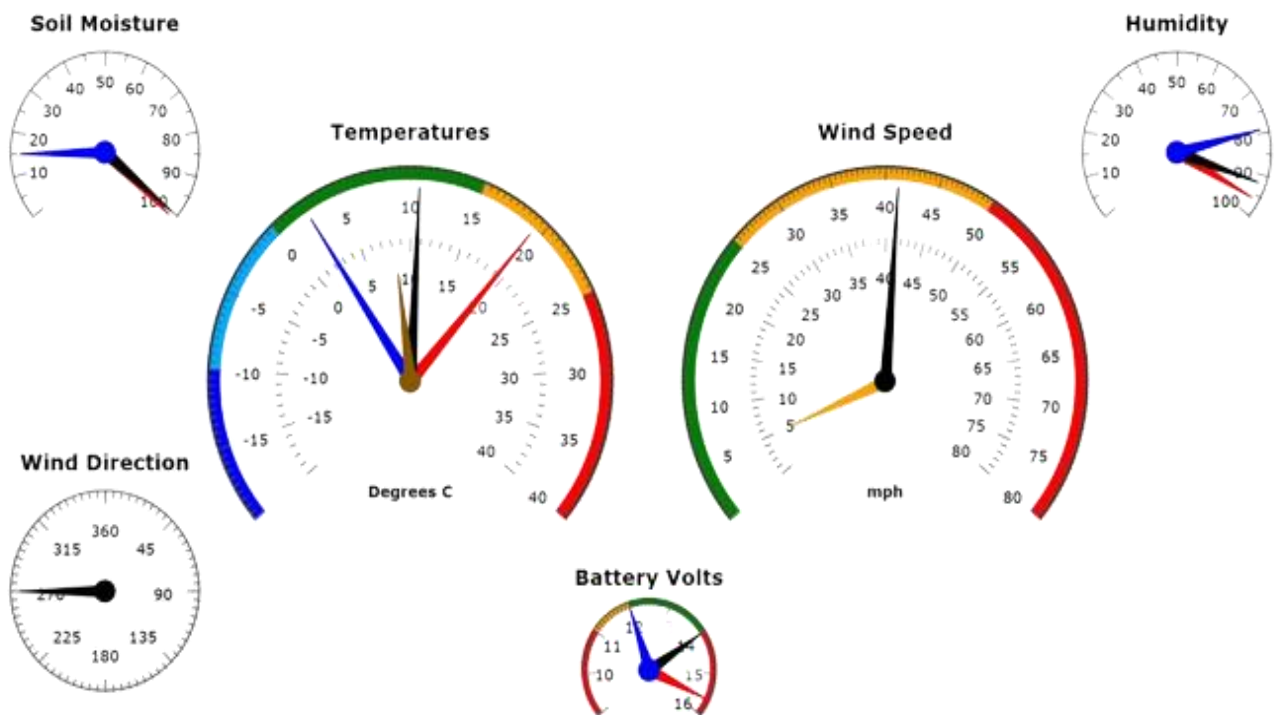 Soil Moisture
10 20 30 40 50 60 70 80 90 100
Temperatures
-15 -10 -5 0 5 10 15 20 25 30 35 40
-15 -10 -5 0 5 10 15 20 25 30 35 40
Degrees C
Wind Speed
5 10 15 20 25 30 35 40 45 50 55 60 65 70 75 80
5 10 15 20 25 30 35 40 45 50 55 60 65 70 75 80
mph
Humidity
10 20 30 40 50 60 70 80 90 100
Wind Direction
360 45 90 135 180 225 270 315
Battery Volts
10 11 12 14 15 16